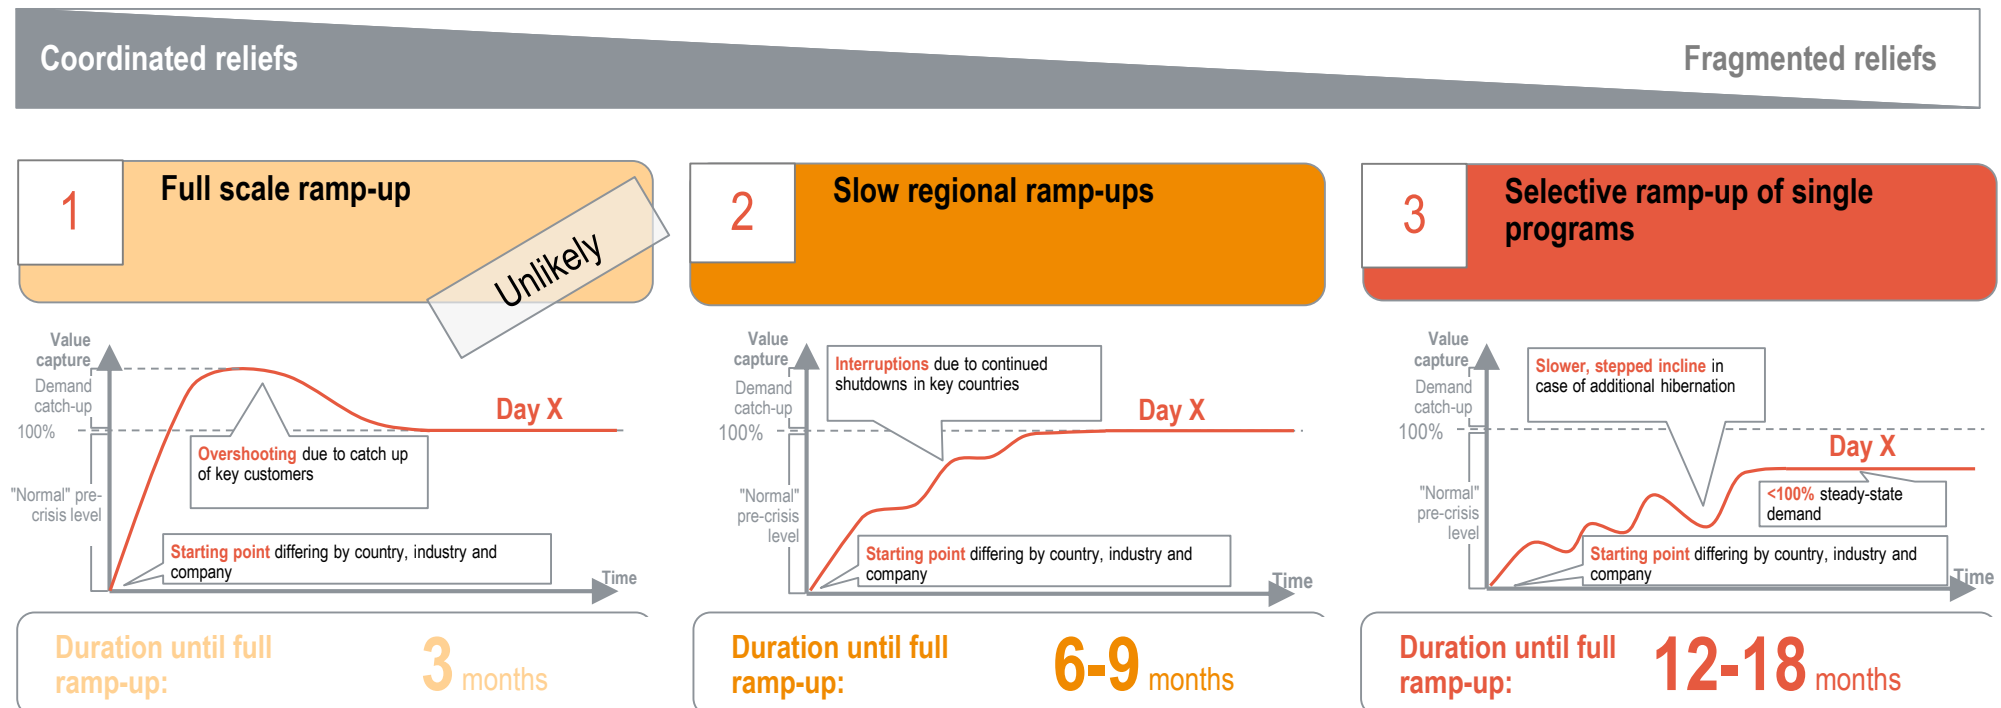 Coordinated reliefs
Fragmented reliefs
1
Full scale ramp-up
Unlikely
Value
capture
Demand
catch-up
100%
"Normal" pre-
crisis level
Day X
Overshooting due to catch up
of key customers
Starting point differing by country, industry and
company
Time
Duration until full
ramp-up:
3 months
2
Slow regional ramp-ups
Value
capture
Demand
catch-up
100%
"Normal"
pre-crisis
level
Interruptions due to continued
shutdowns in key countries
Day X
Starting point differing by country, industry and
company
Time
Duration until full
ramp-up:
6-9 months
3
Selective ramp-up of single
programs
Value
capture
Demand
catch-up
100%
"Normal"
pre-crisis
level
Slower, stepped incline in
case of additional hibernation
Day X
<100% steady-state
demand
Starting point differing by country, industry and
company
Time
Duration until full
ramp-up:
12-18 months